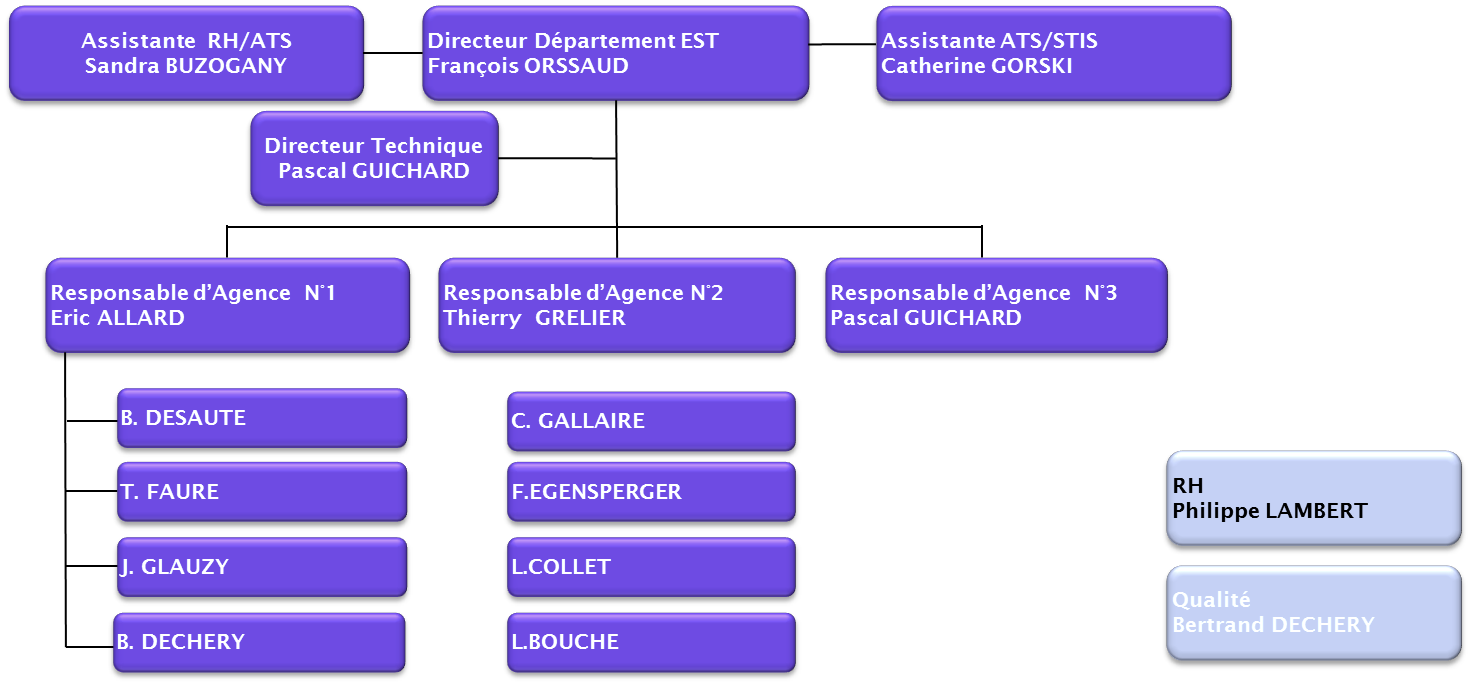 Assistante RH/ATS
Sandra BUZOGANY
Directeur Département EST
François ORSSAUD
Assistante ATS/STIS
Catherine GORSKI
Directeur Technique
Pascal GUICHARD
Responsable d’Agence N°1
Eric ALLARD
Responsable d’Agence N°2
Thierry GRELIER
Responsable d’Agence N°3
Pascal GUICHARD
B. DESAUTE
T. FAURE
J. GLAUZY
B. DECHERY
C. GALLAIRE
F.EGENSPERGER
L.COLLET
L.BOUCHE
RH
Philippe LAMBERT
Qualité
Bertrand DECHERY